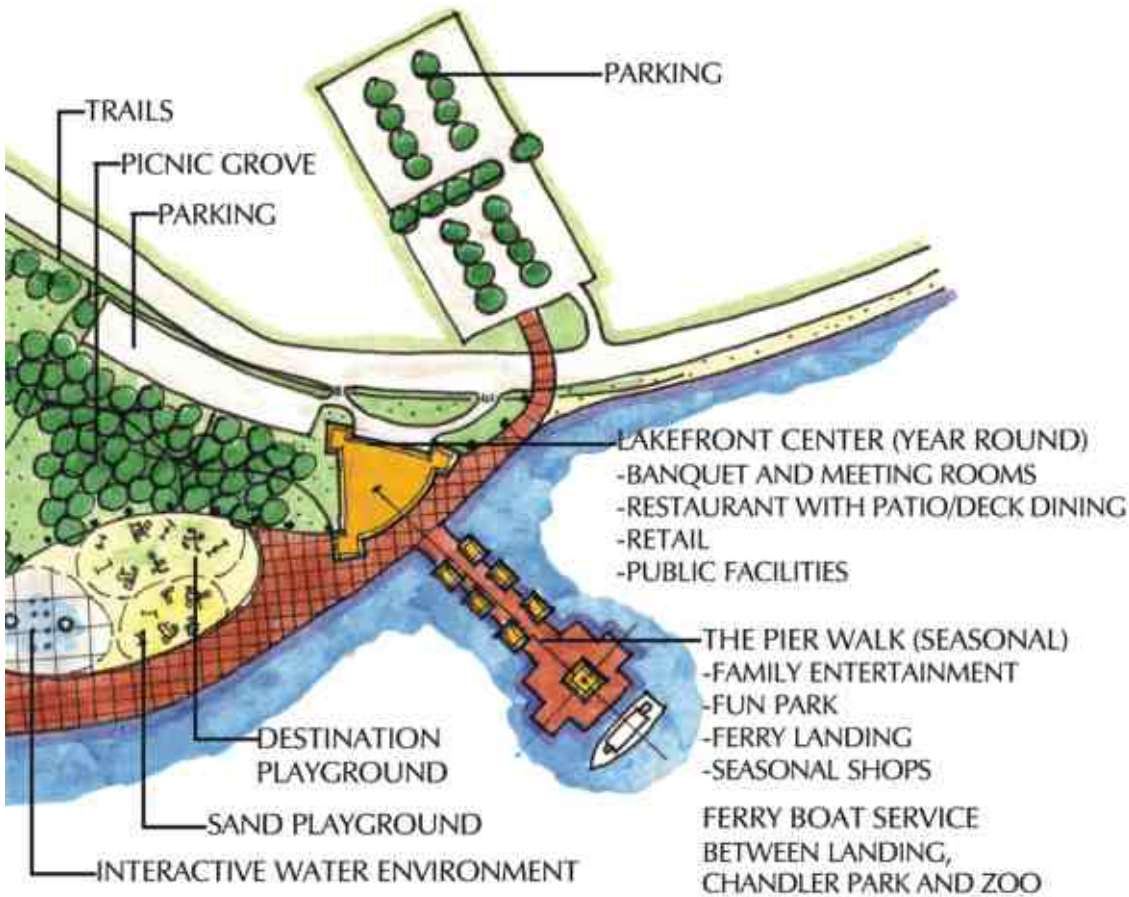 PARKING
TRAILS
PICNIC GROVE
PARKING
LAKEFRONT CENTER (YEAR ROUND)
-BANQUET AND MEETING ROOMS
-RESTAURANT WITH PATIO/DECK DINING
-RETAIL
-PUBLIC FACILITIES
THE PIER WALK (SEASONAL)
-FAMILY ENTERTAINMENT
-FUN PARK
-FERRY LANDING
-SEASONAL SHOPS
FERRY BOAT SERVICE
BETWEEN LANDING,
CHANDLER PARK AND ZOO
DESTINATION
PLAYGROUND
SAND PLAYGROUND
INTERACTIVE WATER ENVIRONMENT